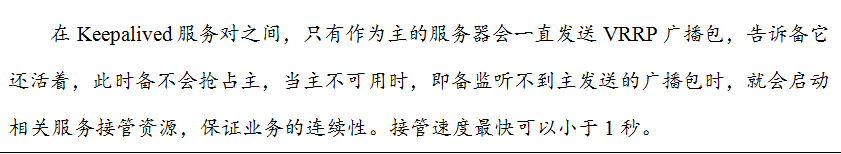 在 Keepalived 服务对之间，只有作为主的服务器会一直发送 VRRP 广播包，告诉备它
还活着，此时备不会抢占主，当主不可用时，即备监听不到主发送的广播包时，就会启动
相关服务接管资源，保证业务的连续性。接管速度最快可以小于 1 秒。